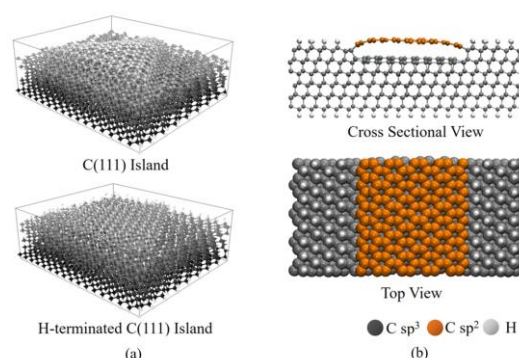 C(111) Island
H-terminated C(111) Island
(a)
Cross Sectional View
Top View
C sp³ C sp² H
(b)